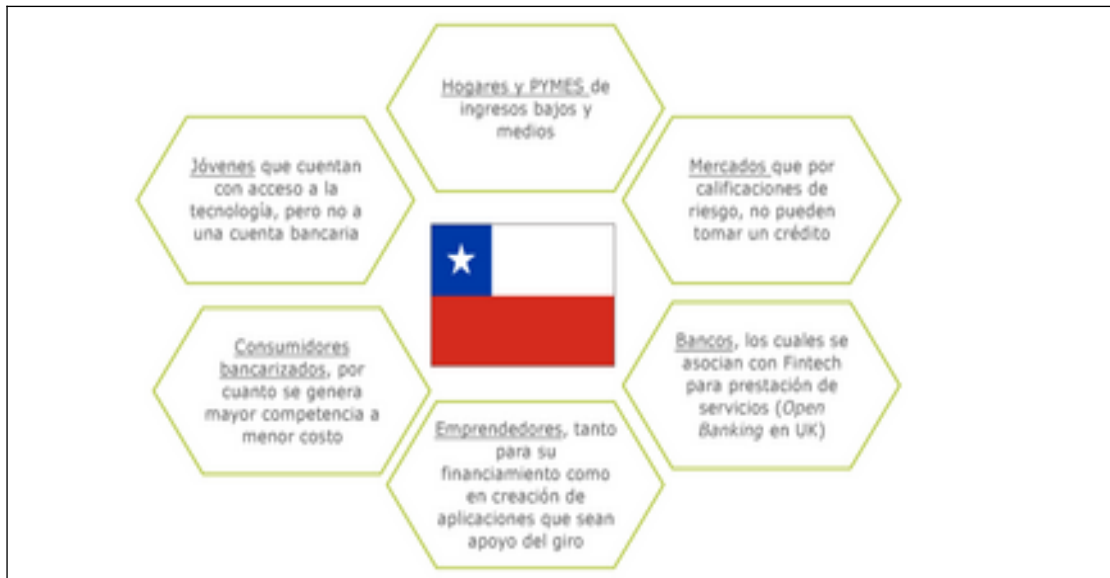 Hogares y PYMES de
ingresos bajos y
medios
Jóvenes que cuentan
con acceso a la
tecnología, pero no a
una cuenta bancaria
Mercados que por
calificaciones de
riesgo, no pueden
tomar un crédito
Consumidores
bancarizados, por
cuanto se genera
mayor competencia a
menor costo
Bancos, los cuales se
asocian con Fintech
para prestación de
servicios (Open
Banking en UK)
Emprendedores, tanto
para su
financiamiento como
en creación de
aplicaciones que sean
apoyo del giro